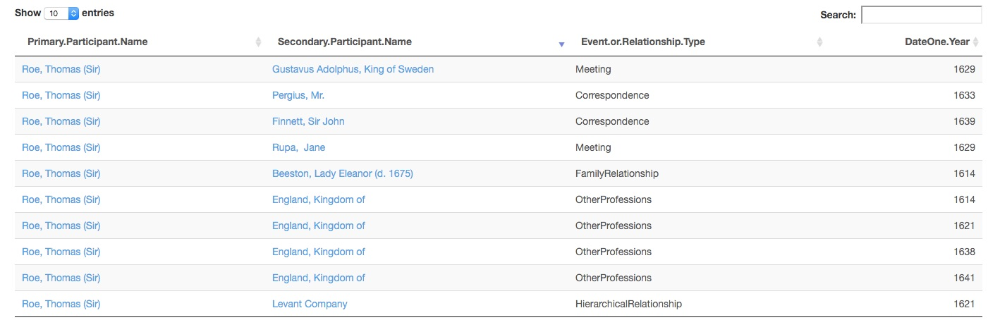 Show 10 entries
Search:
Primary.Participant.Name Secondary.Participant.Name Event.or.Relationship.Type DateOne.Year
Roe, Thomas (Sir) Gustavus Adolphus, King of Sweden Meeting 1629
Roe, Thomas (Sir) Pergius, Mr. Correspondence 1633
Roe, Thomas (Sir) Finnett, Sir John Correspondence 1639
Roe, Thomas (Sir) Rupa,  Jane Meeting 1629
Roe, Thomas (Sir) Beeston, Lady Eleanor (d. 1675) FamilyRelationship 1614
Roe, Thomas (Sir) England, Kingdom of OtherProfessions 1614
Roe, Thomas (Sir) England, Kingdom of OtherProfessions 1621
Roe, Thomas (Sir) England, Kingdom of OtherProfessions 1638
Roe, Thomas (Sir) England, Kingdom of OtherProfessions 1641
Roe, Thomas (Sir) Levant Company HierarchicalRelationship 1621